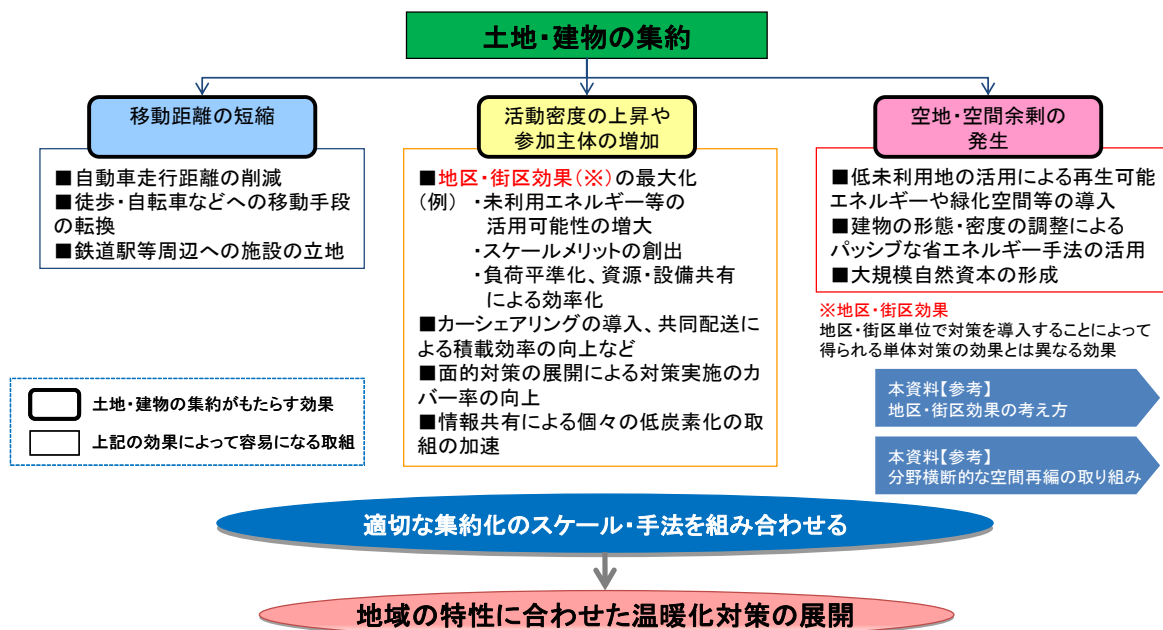 土地・建物の集約
移動距離の短縮
■自動車走行距離の削減
■徒歩・自転車などへの移動手段
の転換
■鉄道駅等周辺への施設の立地
活動密度の上昇や
参加主体の増加
■地区・街区効果(※)の最大化
(例) ・未利用エネルギー等の
活用可能性の増大
・スケールメリットの創出
・負荷平準化、資源・設備共有
による効率化
■カーシェアリングの導入、共同配送に
よる積載効率の向上など
■面的対策の展開による対策実施のカ
バー率の向上
■情報共有による個々の低炭素化の取
組の加速
空地・空間余剰の
発生
■低未利用地の活用による再生可能
エネルギーや緑化空間等の導入
■建物の形態・密度の調整による
パッシブな省エネルギー手法の活用
■大規模自然資本の形成
※地区・街区効果
地区・街区単位で対策を導入することによって
得られる単体対策の効果とは異なる効果
本資料【参考】
地区・街区効果の考え方
本資料【参考】
分野横断的な空間再編の取り組み
土地・建物の集約がもたらす効果
上記の効果によって容易になる取組
適切な集約化のスケール・手法を組み合わせる
地域の特性に合わせた温暖化対策の展開